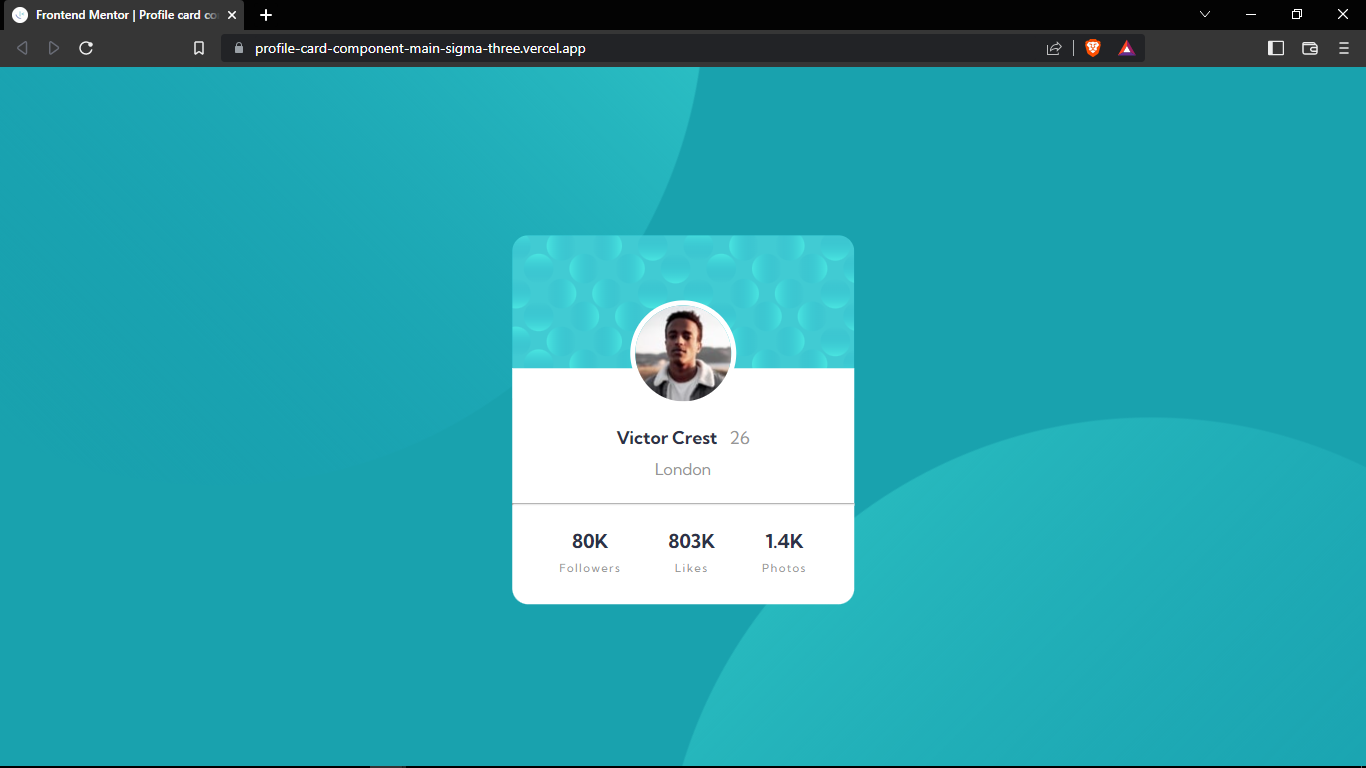 Frontend Mentor | Profile card co
profile-card-component-main-sigma-three.vercel.app
Victor Crest 26
London
80K 803K 1.4K
Followers Likes Photos